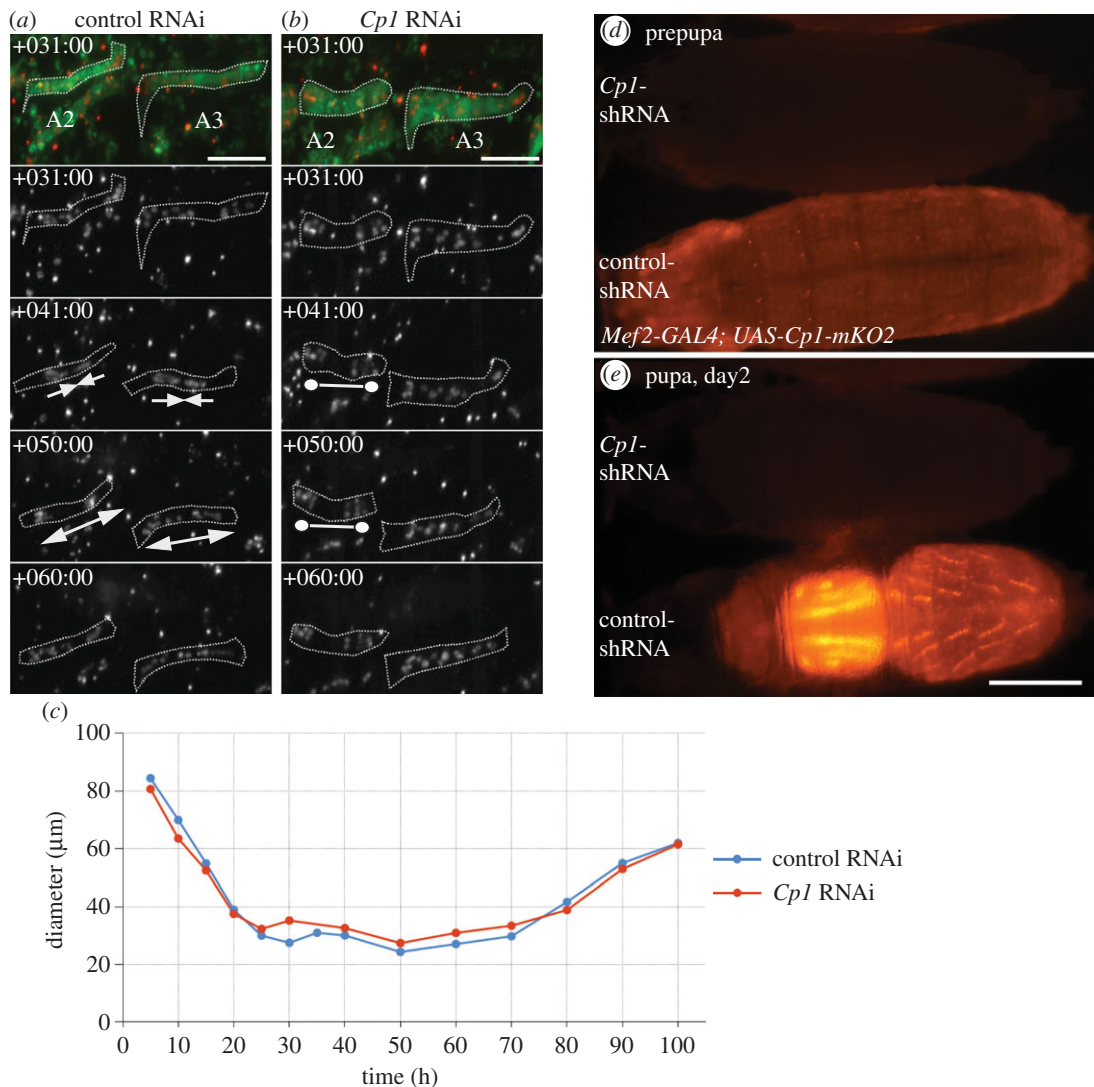 (a) control RNAi
+031:00
A2
A3
+031:00
+041:00
+050:00
+060:00
(b) Cp1 RNAi
+031:00
A2
A3
+031:00
+041:00
+050:00
+060:00
(d) prepupa
Cp1-
shRNA
control-
shRNA
Mef2-GAL4; UAS-Cp1-mKO2
(e) pupa, day2
Cp1-
shRNA
control-
shRNA
(c)
100
80
60
40
20
0
diameter (µm)
0 10 20 30 40 50 60 70 80 90 100
time (h)
control RNAi
Cp1 RNAi